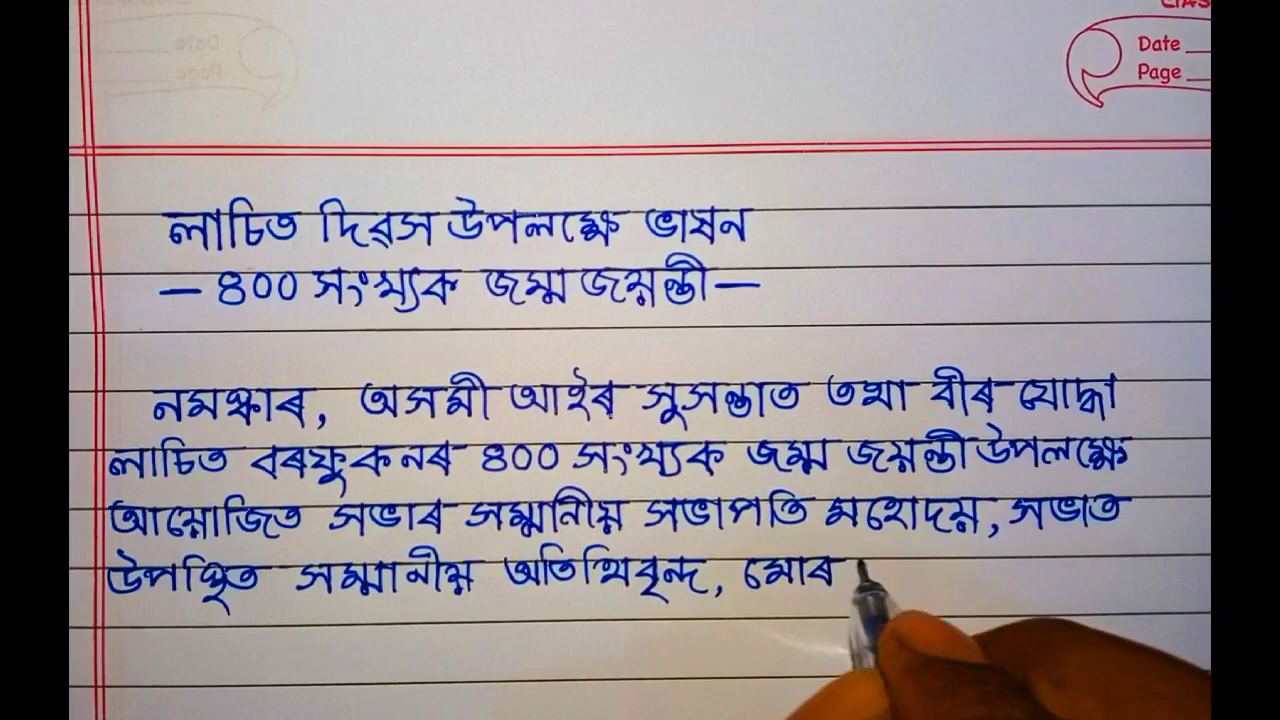 Date
Page
লাচিত দিৱস উপলক্ষে ভাষন
— ৪০০ সংখ্যক জন্ম জয়ন্তী —
নমস্কাৰ, অসমী আইৰ সুসন্তাত তথা বীৰ যোদ্ধা
লাচিত বৰফুকনৰ ৪০০ সংখ্যক জন্ম জয়ন্তী উপলক্ষে
আয়োজিত সভাৰ সন্মানীয় সভাপতি মহোদয়, সভাত
উপস্থিত সন্মানীয় অতিথিবৃন্দ, মোৰ